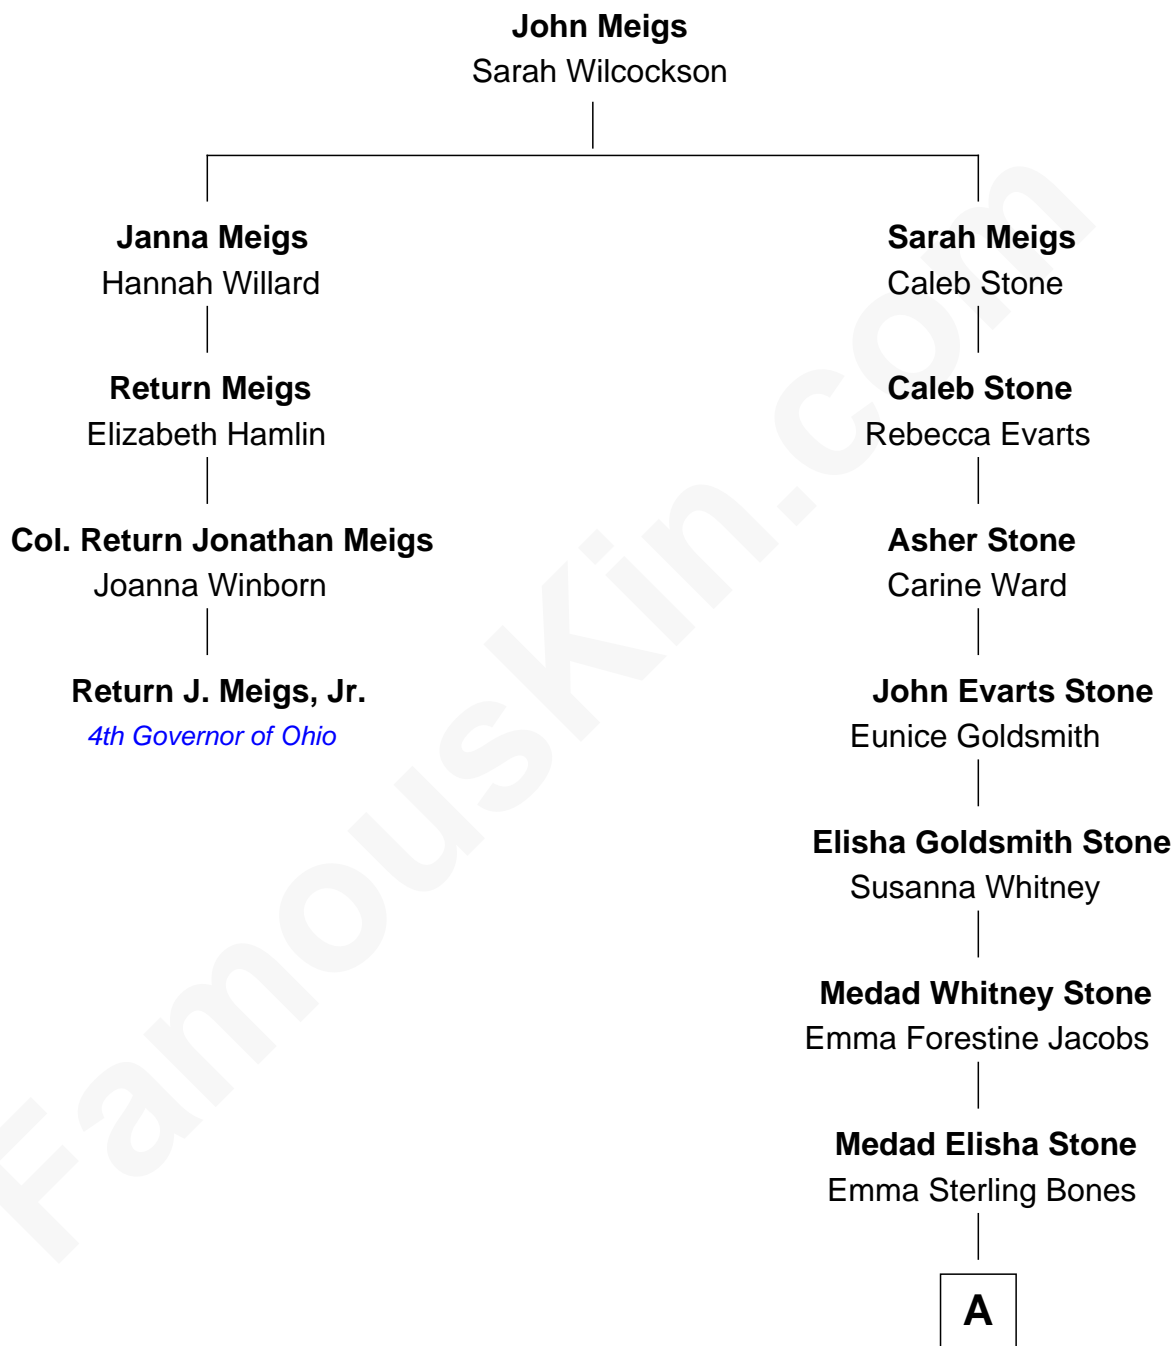 John Meigs
Sarah Wilcockson
Janna Meigs
Hannah Willard
Sarah Meigs
Caleb Stone
Return Meigs
Elizabeth Hamlin
Caleb Stone
Rebecca Evarts
Col. Return Jonathan Meigs
Joanna Winborn
Asher Stone
Carine Ward
Return J. Meigs, Jr.
4th Governor of Ohio
John Evarts Stone
Eunice Goldsmith
Elisha Goldsmith Stone
Susanna Whitney
Medad Whitney Stone
Emma Forestine Jacobs
Medad Elisha Stone
Emma Sterling Bones
A
FamousKin.com